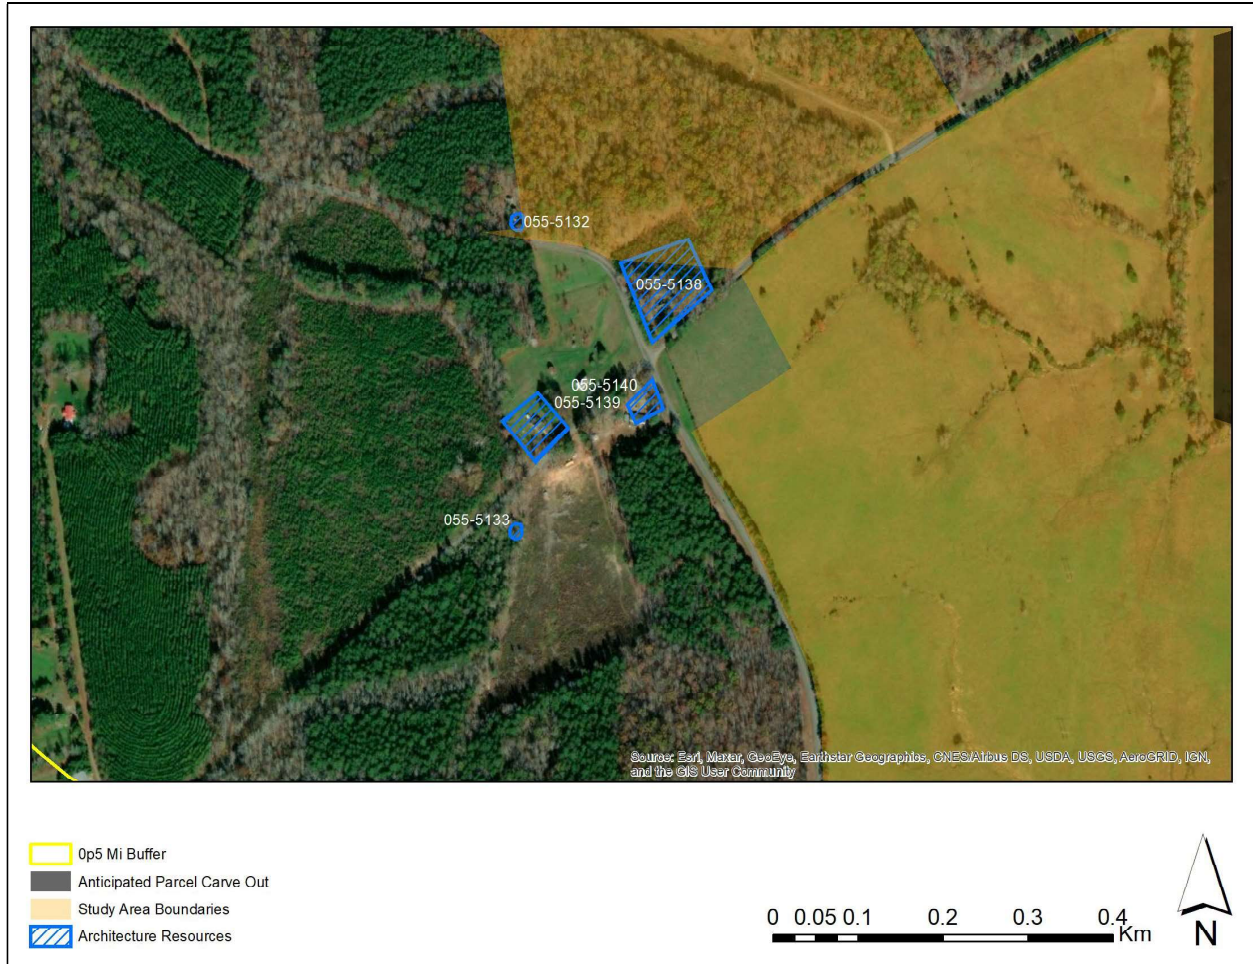 055-5132
055-5138
055-5140
055-5139
055-5133
Source: Esri, Maxar, GeoEye, Earthstar Geographics, CNES/Airbus DS, USDA, USGS, AeroGRID, IGN,
and the GIS User Community
0p5 Mi Buffer
Anticipated Parcel Carve Out
Study Area Boundaries
Architecture Resources
0 0.05 0.1 0.2 0.3 0.4
Km
N